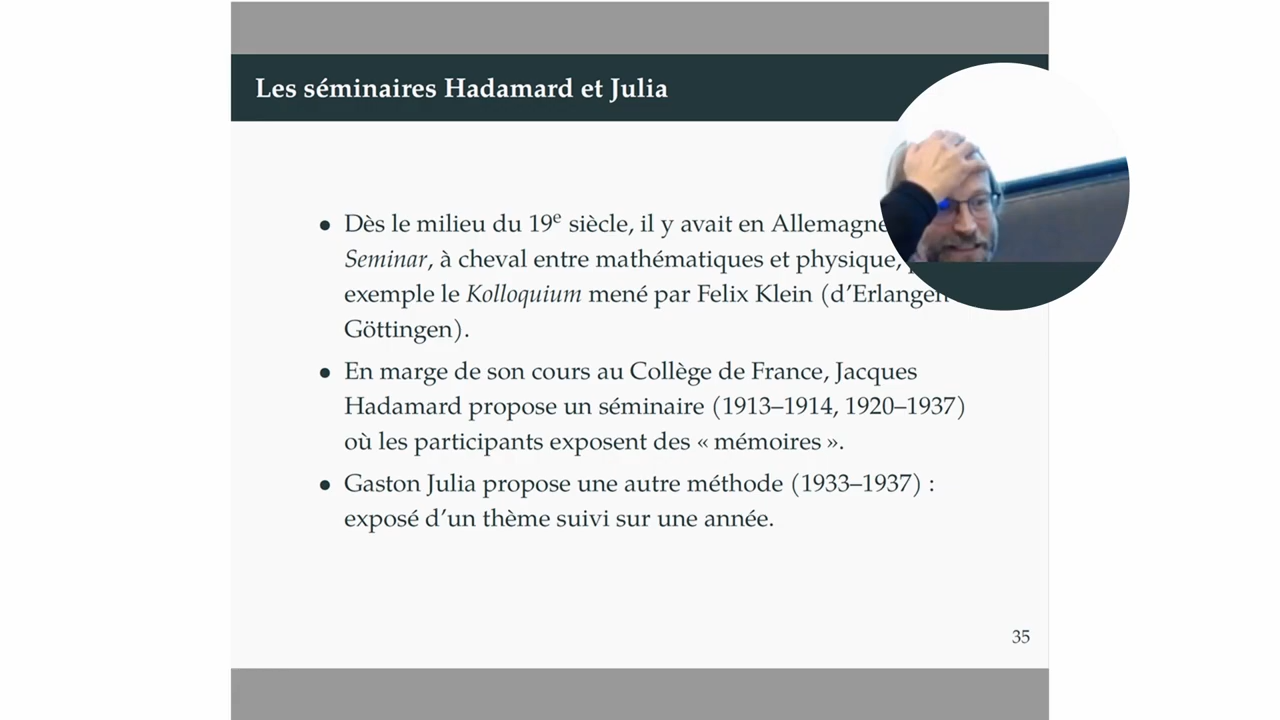 Les séminaires Hadamard et Julia
• Dès le milieu du 19e siècle, il y avait en Allemagne
Seminar, à cheval entre mathématiques et physique,
exemple le Kolloquium mené par Felix Klein (d'Erlangen
Göttingen).
• En marge de son cours au Collège de France, Jacques
Hadamard propose un séminaire (1913–1914, 1920–1937)
où les participants exposent des « mémoires ».
• Gaston Julia propose une autre méthode (1933–1937) :
exposé d'un thème suivi sur une année.
35